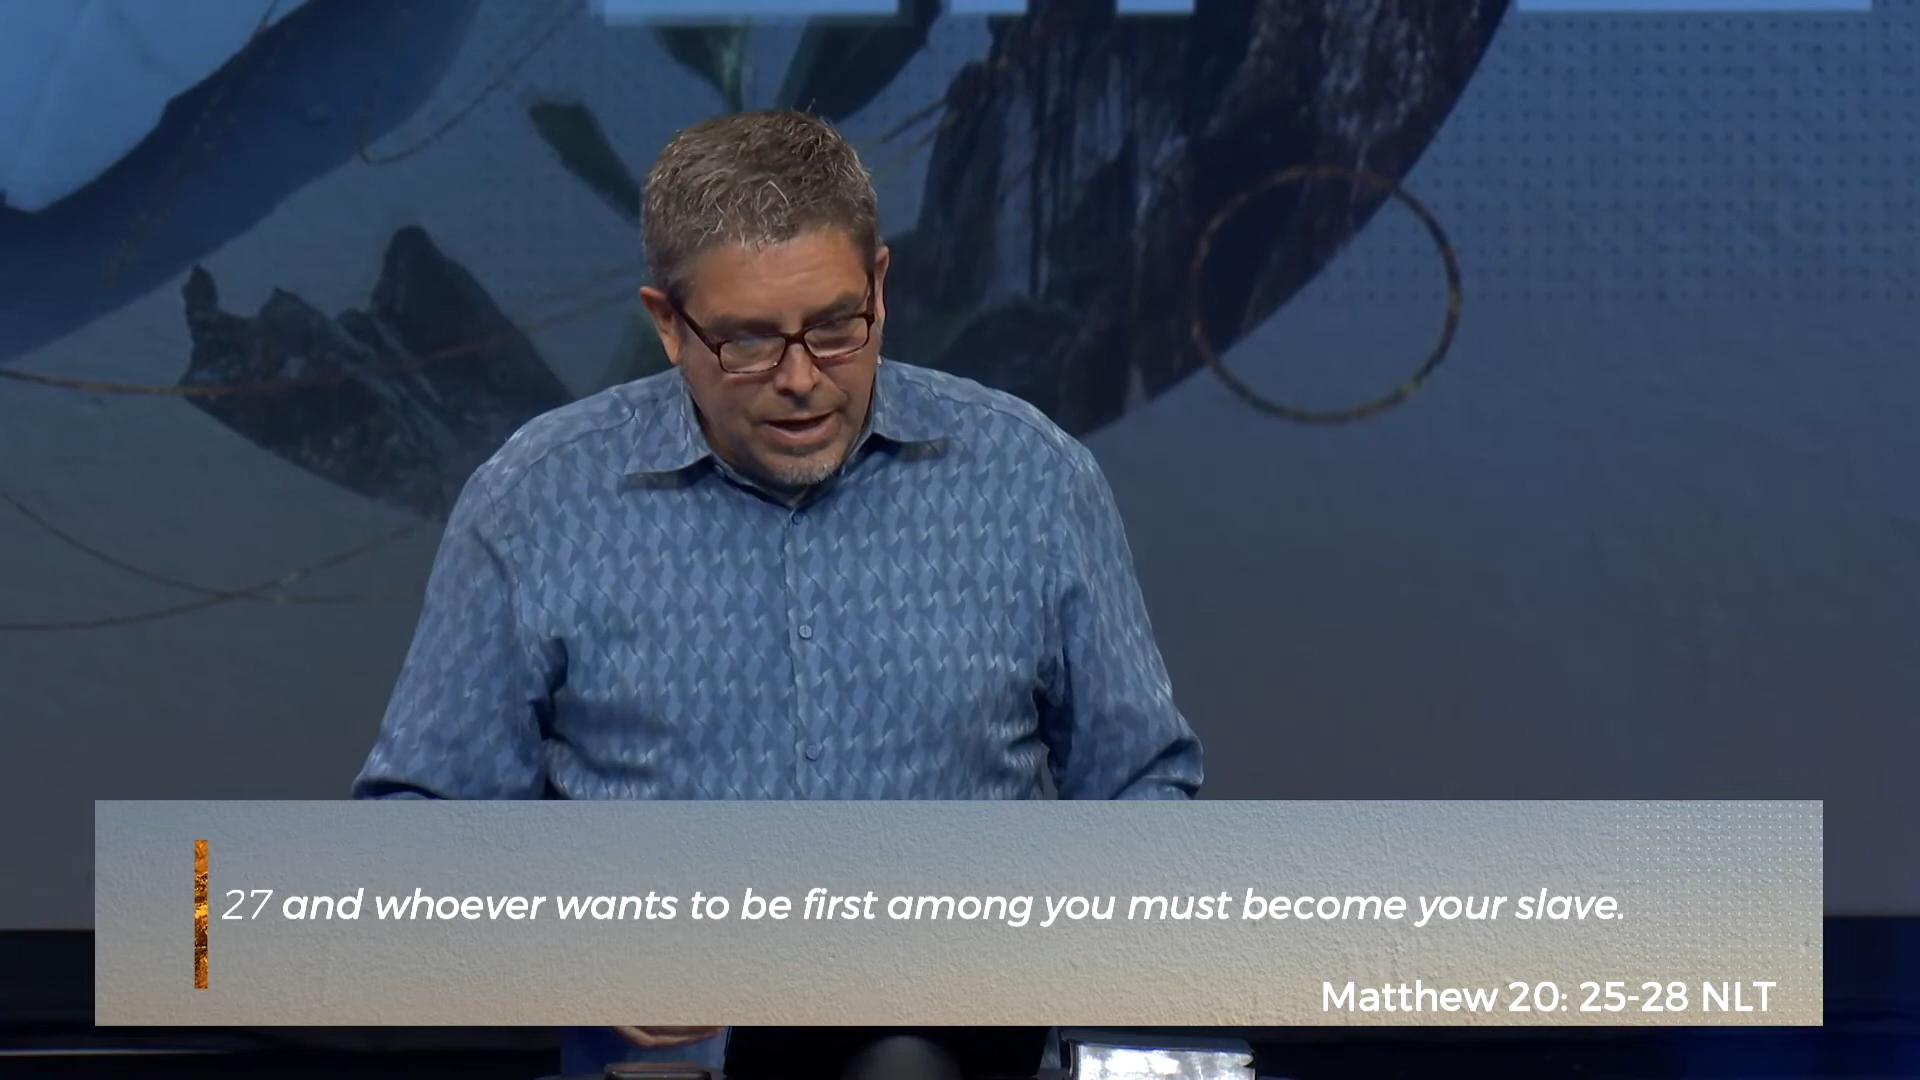 27 and whoever wants to be first among you must become your slave.
Matthew 20: 25-28 NLT